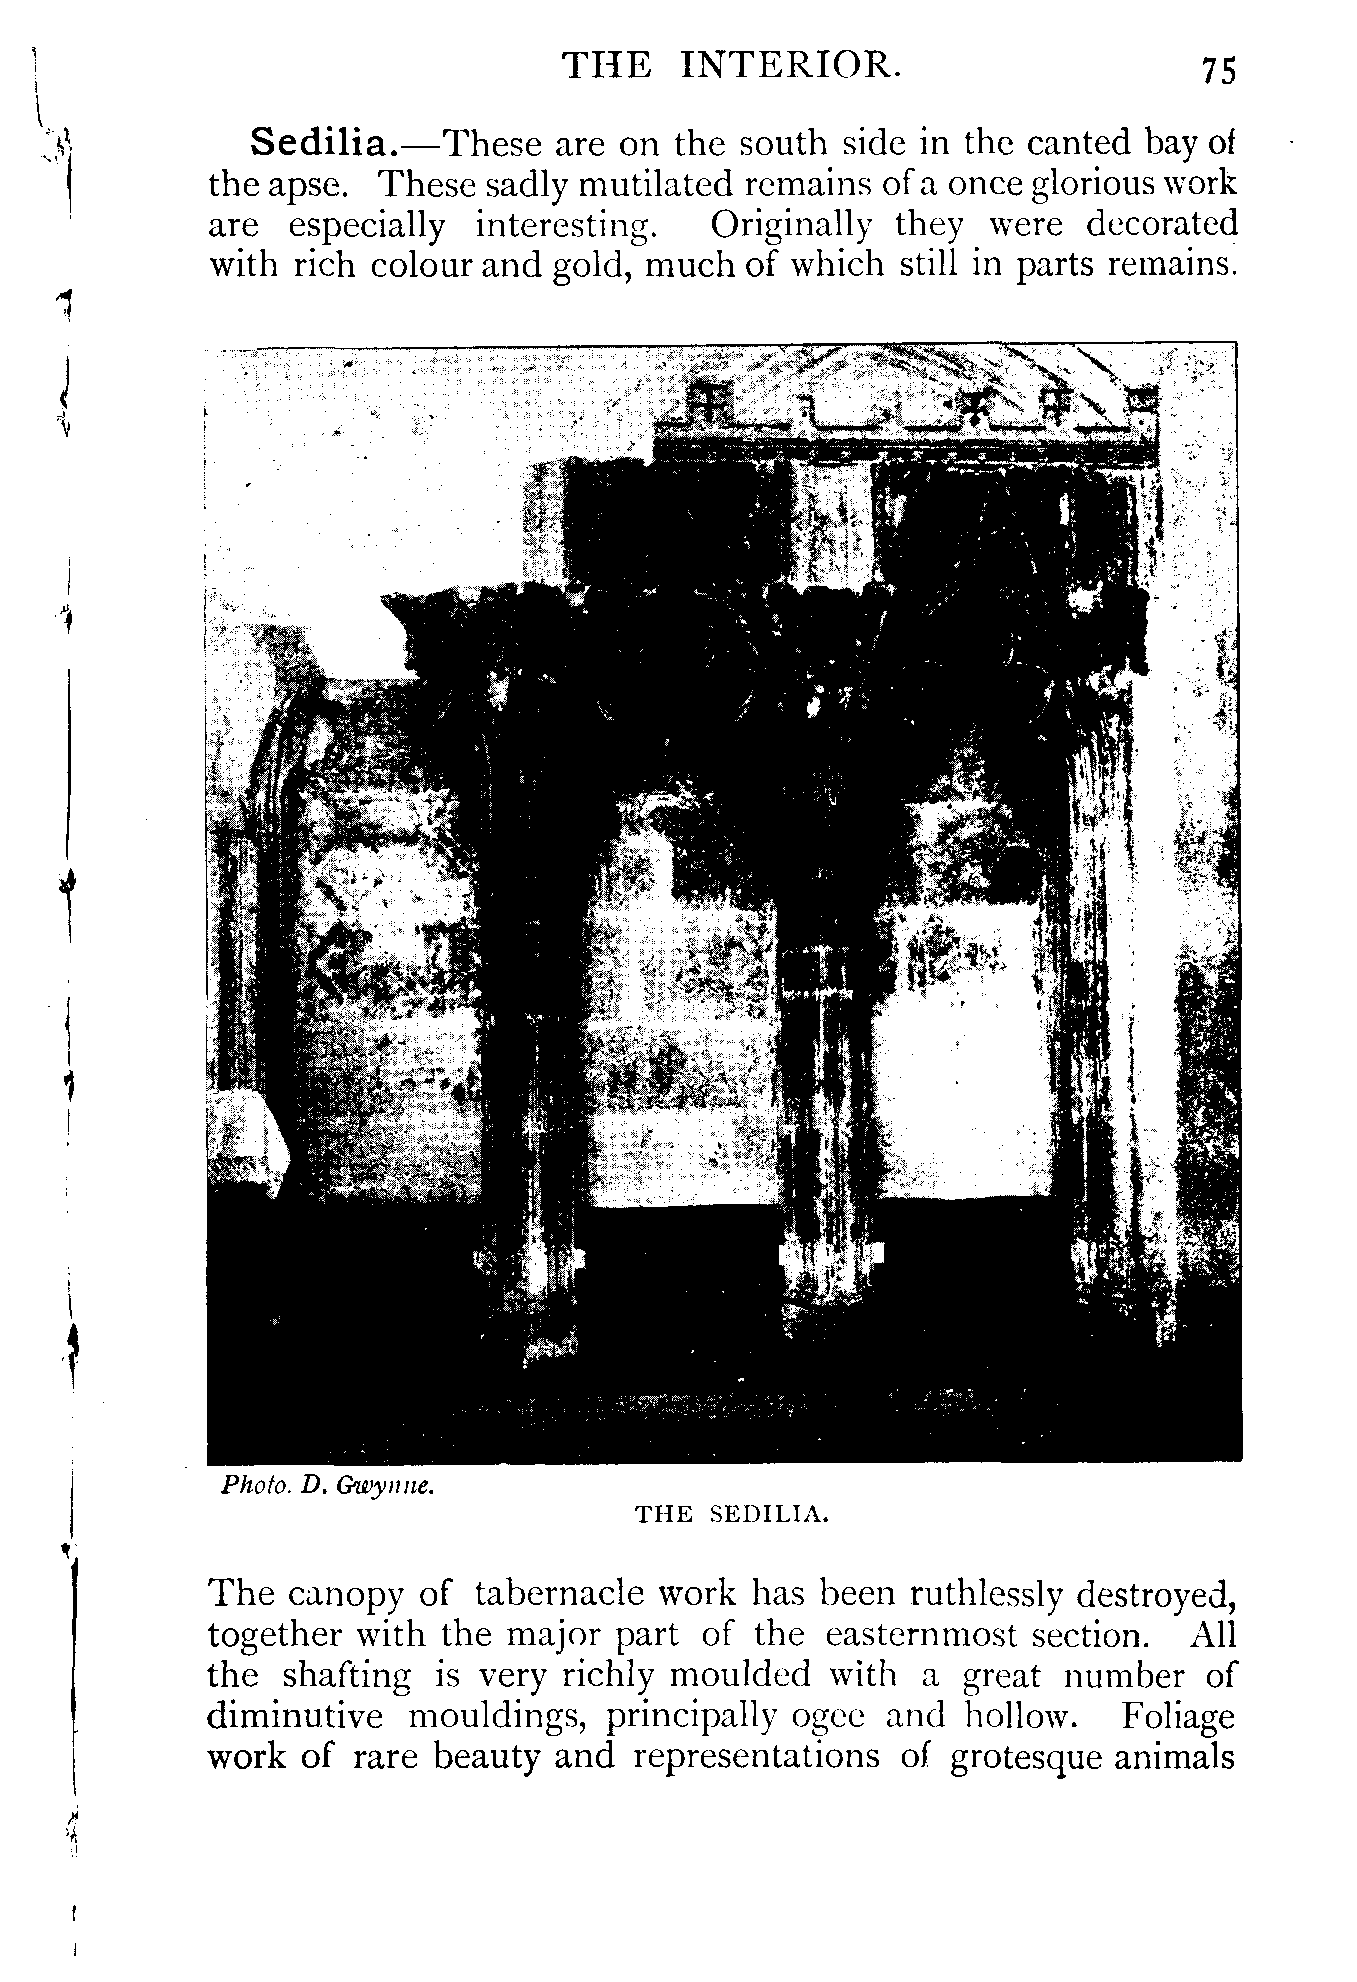 THE INTERIOR. 75
Sedilia.—These are on the south side in the canted bay of
the apse. These sadly mutilated remains of a once glorious work
are especially interesting. Originally they were decorated
with rich colour and gold, much of which still in parts remains.
Photo. D. Gwynne.
THE SEDILIA.
The canopy of tabernacle work has been ruthlessly destroyed,
together with the major part of the easternmost section. All
the shafting is very richly moulded with a great number of
diminutive mouldings, principally ogee and hollow. Foliage
work of rare beauty and representations of grotesque animals